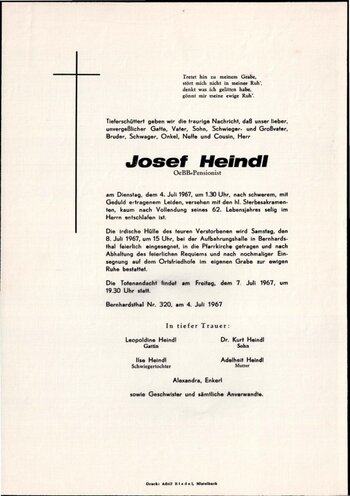 Tretet hin zu meinem Grabe,
stört mich nicht in meiner Ruh',
denkt was ich gelitten habe,
gönnt mir meine ewige Ruh'.
Tieferschüttert geben wir die traurige Nachricht, daß unser lieber,
unvergeßlicher Gatte, Vater, Sohn, Schwieger- und Großvater,
Bruder, Schwager, Onkel, Neffe und Cousin, Herr
Josef Heindl
OeBB-Pensionist
am Dienstag, dem 4. Juli 1967, um 1.30 Uhr, nach schwerem, mit
Geduld ertragenem Leiden, versehen mit den hl. Sterbesakramen-
ten, kaum nach Vollendung seines 62. Lebensjahres selig im
Herrn entschlafen ist.
Die irdische Hülle des teuren Verstorbenen wird Samstag, den
8. Juli 1967, um 15 Uhr, bei der Aufbahrungshalle in Bernhards-
thal feierlich eingesegnet, in die Pfarrkirche getragen und nach
Abhaltung des feierlichen Requiems und nach nochmaliger Ein-
segnung auf dem Ortsfriedhofe im eigenen Grabe zur ewigen
Ruhe bestattet.
Die Totenandacht findet am Freitag, dem 7. Juli 1967, um
19.30 Uhr statt.
Bernhardsthal Nr. 320, am 4. Juli 1967
In tiefer Trauer:
Leopoldine Heindl Dr. Kurt Heindl
Gattin Sohn
Ilse Heindl Adelheit Heindl
Schwiegertochter Mutter
Alexandra, Enkerl
sowie Geschwister und sämtliche Anverwandte.
Druck: Adolf Riedel, Mistelbach